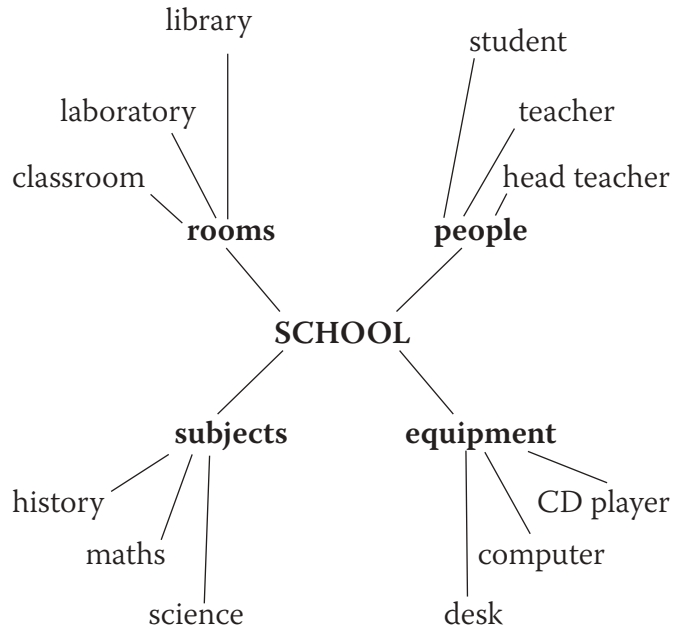 library
student
laboratory
teacher
classroom
head teacher
rooms
people
SCHOOL
subjects
equipment
history
CD player
maths
computer
science
desk